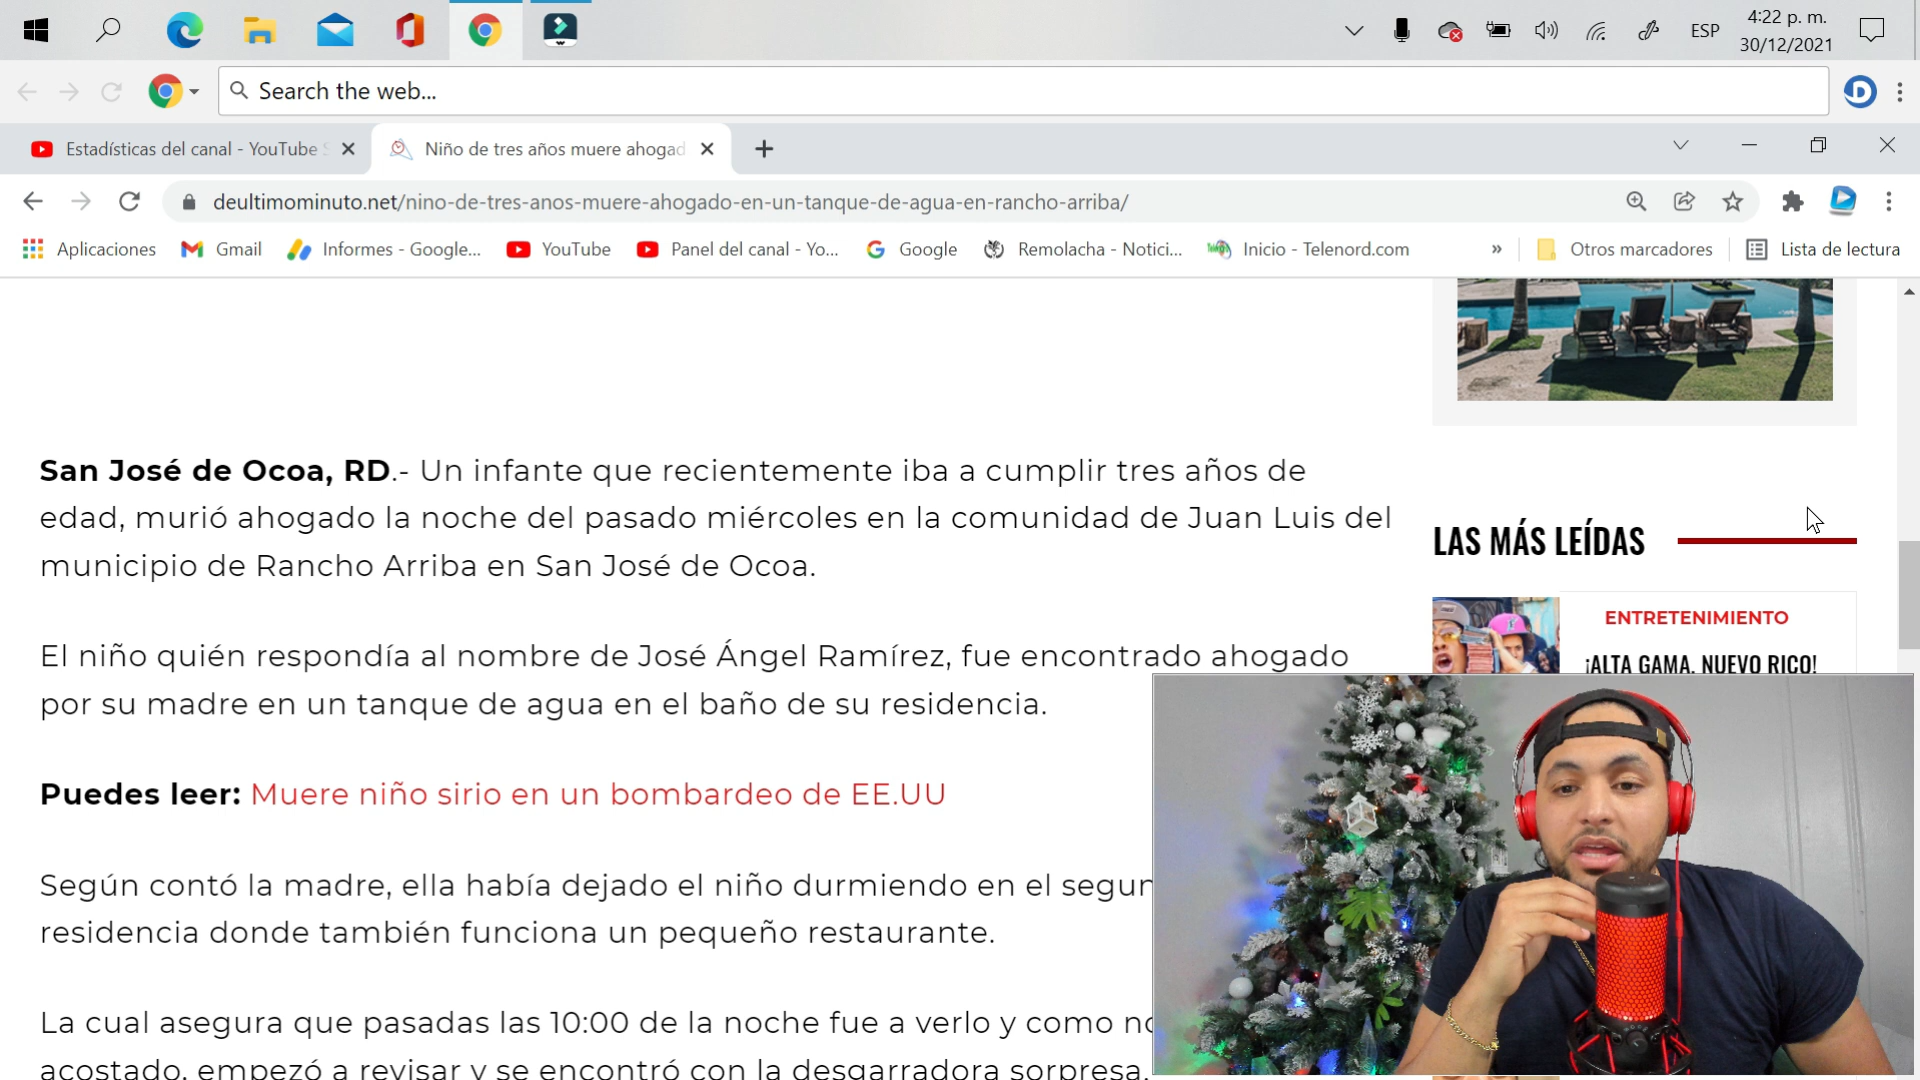 4:22 p. m.
ESP
30/12/2021
Search the web...
Estadísticas del canal - YouTube
Niño de tres años muere ahogad
deultimominuto.net/nino-de-tres-anos-muere-ahogado-en-un-tanque-de-agua-en-rancho-arriba/
Aplicaciones
Gmail
Informes - Google...
YouTube
Panel del canal - Yo...
Google
Remolacha - Notici...
Inicio - Telenord.com
»
Otros marcadores
Lista de lectura
San José de Ocoa, RD.- Un infante que recientemente iba a cumplir tres años de
edad, murió ahogado la noche del pasado miércoles en la comunidad de Juan Luis del
municipio de Rancho Arriba en San José de Ocoa.
El niño quién respondía al nombre de José Ángel Ramírez, fue encontrado ahogado
por su madre en un tanque de agua en el baño de su residencia.
Puedes leer: Muere niño sirio en un bombardeo de EE.UU
Según contó la madre, ella había dejado el niño durmiendo en el segun
residencia donde también funciona un pequeño restaurante.
La cual asegura que pasadas las 10:00 de la noche fue a verlo y como no
acostado, empezó a revisar y se encontró con la desgarradora sorpresa.
LAS MÁS LEÍDAS
ENTRETENIMIENTO
¡ALTA GAMA, NUEVO RICO!